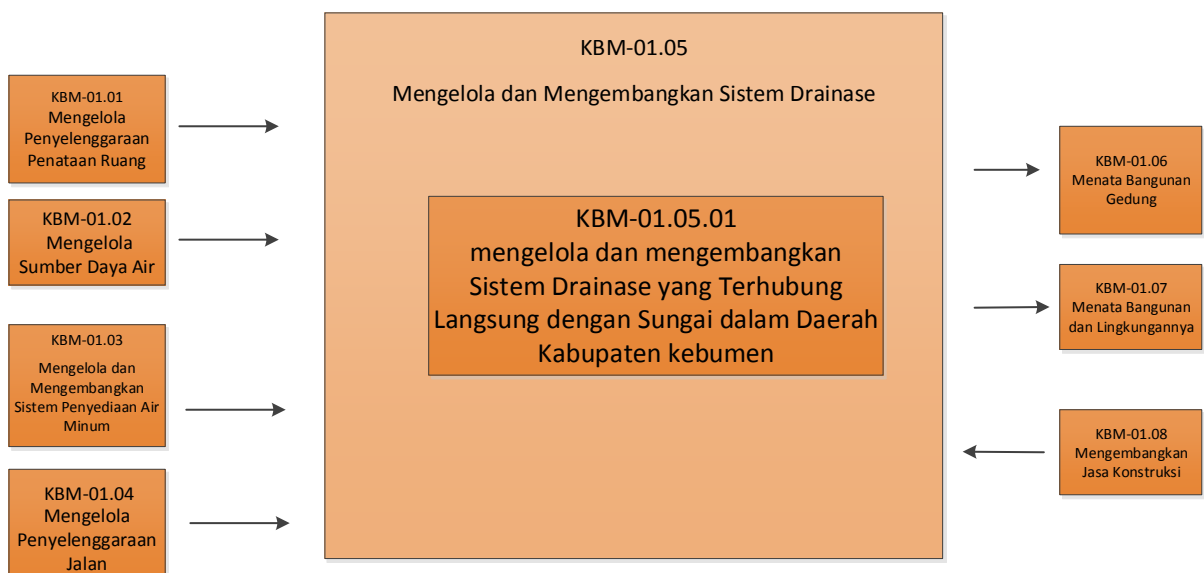 KBM-01.05
Mengelola dan Mengembangkan Sistem Drainase
KBM-01.01
Mengelola
Penyelenggaraan
Penataan Ruang
KBM-01.02
Mengelola
Sumber Daya Air
KBM-01.03
Mengelola dan
Mengembangkan
Sistem Penyediaan Air
Minum
KBM-01.04
Mengelola
Penyelenggaraan
Jalan
KBM-01.05.01
mengelola dan mengembangkan
Sistem Drainase yang Terhubung
Langsung dengan Sungai dalam Daerah
Kabupaten kebumen
KBM-01.06
Menata Bangunan
Gedung
KBM-01.07
Menata Bangunan
dan Lingkungannya
KBM-01.08
Mengembangkan
Jasa Konstruksi